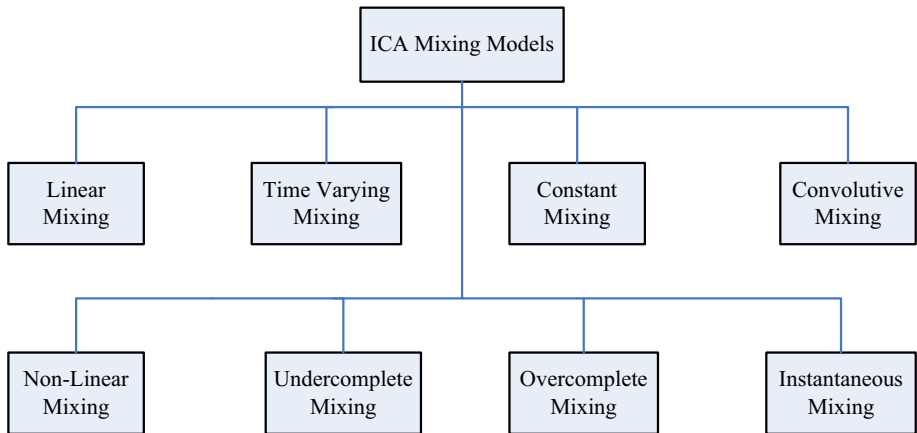 ICA Mixing Models
Linear
Mixing
Time Varying
Mixing
Constant
Mixing
Convolutive
Mixing
Non-Linear
Mixing
Undercomplete
Mixing
Overcomplete
Mixing
Instantaneous
Mixing